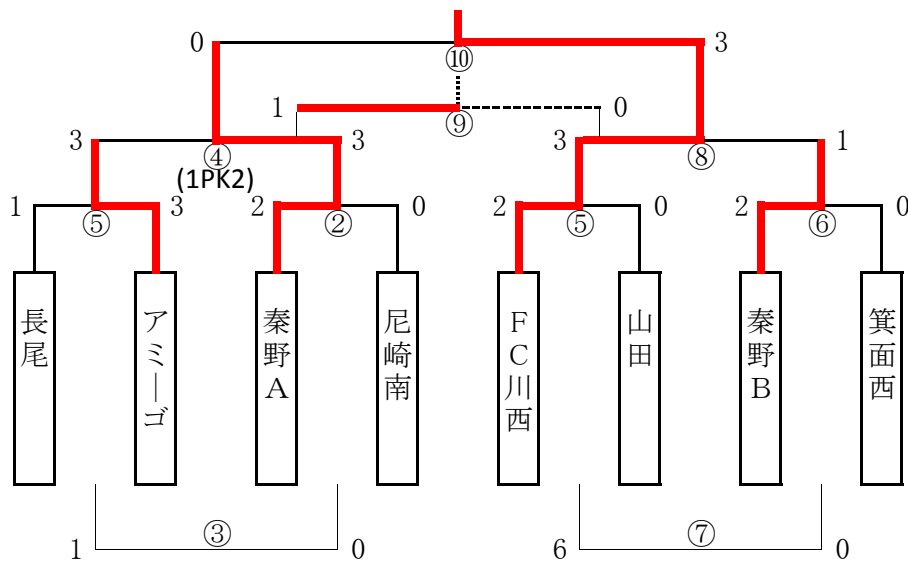 0 ⑩ 3
1 ⑨ 0
3 ④ 3 3 ⑧ 1
(1PK2)
1 ⑤ 3 2 ② 0 2 ⑤ 0 2 ⑥ 0
長尾
アミーゴ
秦野A
尼崎南
FC川西
山田
秦野B
箕面西
1 ③ 0 6 ⑦ 0